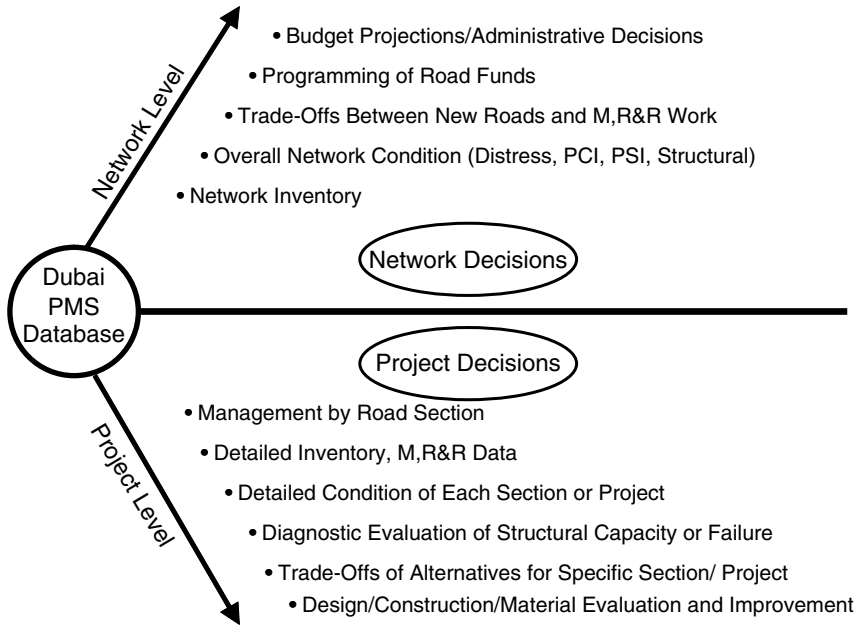 • Budget Projections/Administrative Decisions
• Programming of Road Funds
• Trade-Offs Between New Roads and M,R&R Work
• Overall Network Condition (Distress, PCI, PSI, Structural)
• Network Inventory
Network Level
Network Decisions
Dubai
PMS
Database
Project Decisions
Project Level
• Management by Road Section
• Detailed Inventory, M,R&R Data
• Detailed Condition of Each Section or Project
• Diagnostic Evaluation of Structural Capacity or Failure
• Trade-Offs of Alternatives for Specific Section/ Project
• Design/Construction/Material Evaluation and Improvement